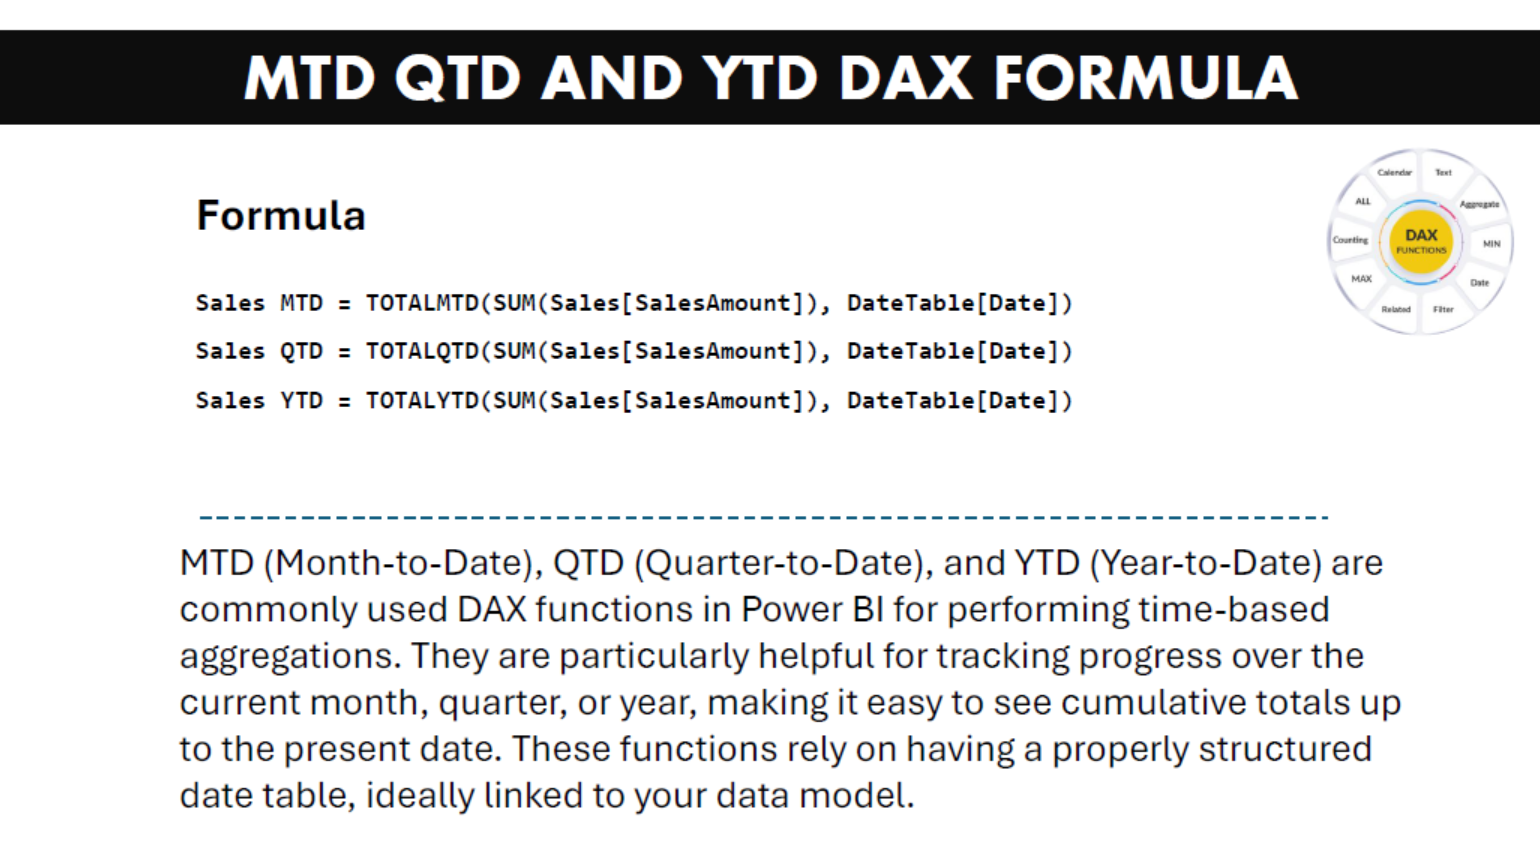 MTD QTD AND YTD DAX FORMULA
Formula
Sales MTD = TOTALMTD(SUM(Sales[SalesAmount]), DateTable[Date])
Sales QTD = TOTALQTD(SUM(Sales[SalesAmount]), DateTable[Date])
Sales YTD = TOTALYTD(SUM(Sales[SalesAmount]), DateTable[Date])
Calendar
Text
ALL
Aggregate
Counting
DAX
FUNCTIONS
MIN
MAX
Date
Related
Filter
MTD (Month-to-Date), QTD (Quarter-to-Date), and YTD (Year-to-Date) are
commonly used DAX functions in Power BI for performing time-based
aggregations. They are particularly helpful for tracking progress over the
current month, quarter, or year, making it easy to see cumulative totals up
to the present date. These functions rely on having a properly structured
date table, ideally linked to your data model.